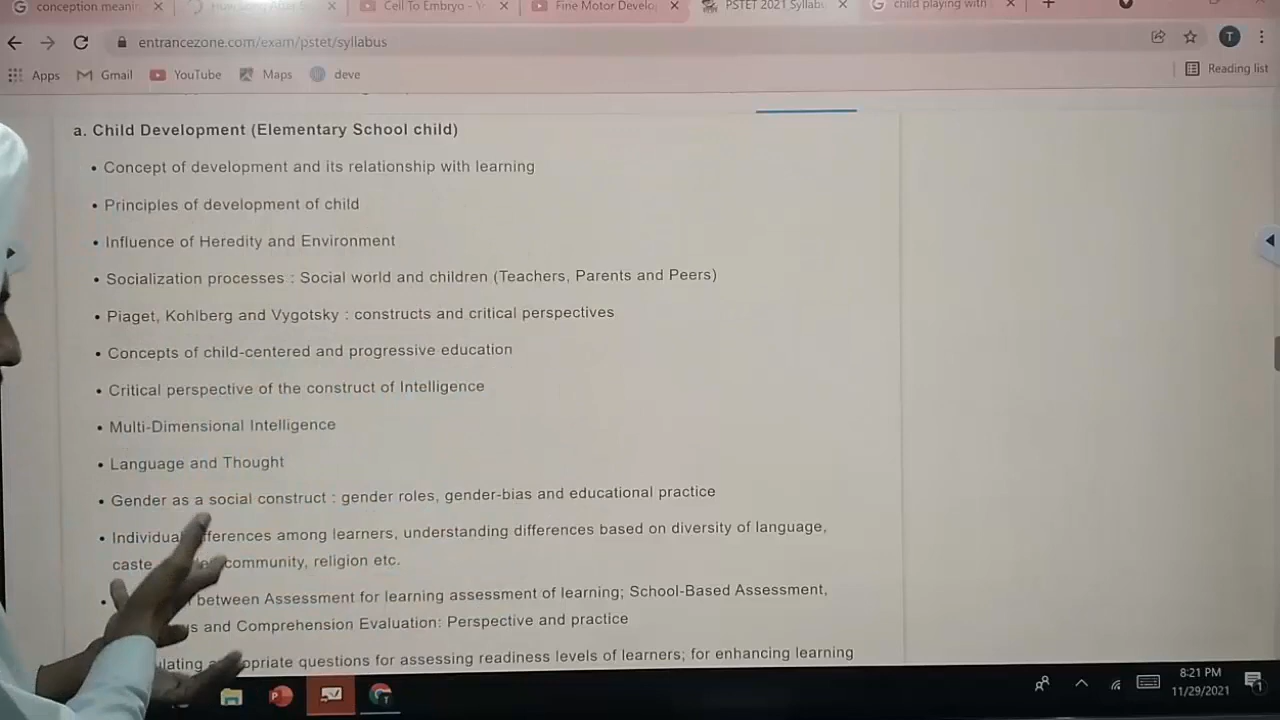 conception meanin
Cell To Embryo - Y
Fine Motor Develo
PSTET 2021 Syllab
child playing with
entrancezone.com/exam/pstet/syllabus
T
Apps Gmail YouTube Maps deve Reading list
a. Child Development (Elementary School child)
• Concept of development and its relationship with learning
• Principles of development of child
• Influence of Heredity and Environment
• Socialization processes : Social world and children (Teachers, Parents and Peers)
• Piaget, Kohlberg and Vygotsky : constructs and critical perspectives
• Concepts of child-centered and progressive education
• Critical perspective of the construct of Intelligence
• Multi-Dimensional Intelligence
• Language and Thought
• Gender as a social construct : gender roles, gender-bias and educational practice
• Individual differences among learners, understanding differences based on diversity of language,
caste community, religion etc.
• between Assessment for learning assessment of learning; School-Based Assessment,
and Comprehension Evaluation: Perspective and practice
questions for assessing readiness levels of learners; for enhancing learning
8:21 PM
11/29/2021